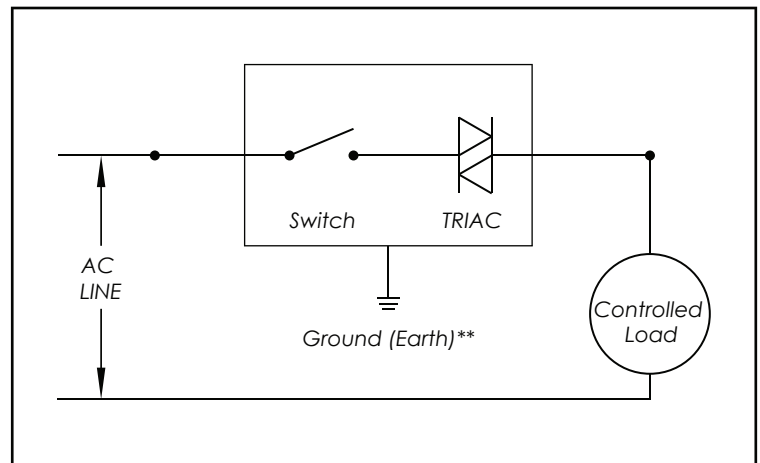 Switch
TRIAC
AC
LINE
Ground (Earth)**
Controlled
Load